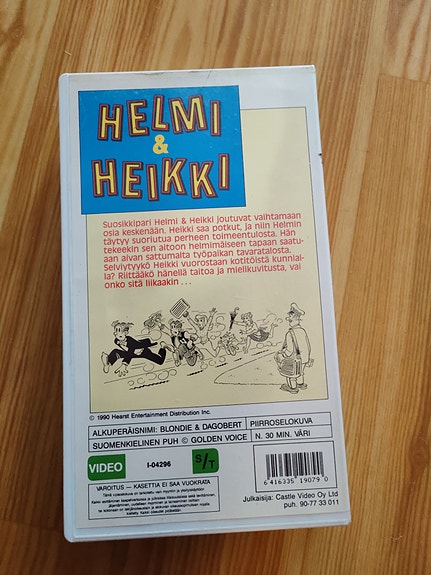 HELMI
&
HEIKKI
Suosikkipari Helmi & Heikki joutuvat vaihtamaan
osia keskenään. Heikki saa potkut, ja niin Helmin
täytyy suoriutua perheen toimeentulosta. Hän
tekeekin sen aitoon helmimäiseen tapaan saatu-
aan aivan sattumalta työpaikan tavaratalosta.
Selviytyykö Heikki vuorostaan kotitöistä kunnial-
la? Riittääkö hänellä taitoa ja mielikuvitusta, vai
onko sitä liikaakin ...
© 1990 Hearst Entertainment Distribution Inc.
ALKUPERÄISNIMI: BLONDIE & DAGOBERT
PIIRROSELOKUVA
SUOMENKIELINEN PUH © GOLDEN VOICE
N. 30 MIN. VÄRI
VIDEO
I-04296
S/T
VAROITUS – KASETTIA EI SAA VUOKRATA
6 416335 19079 0
Julkaisija: Castle Video Oy Ltd
puh. 90-77 33 011